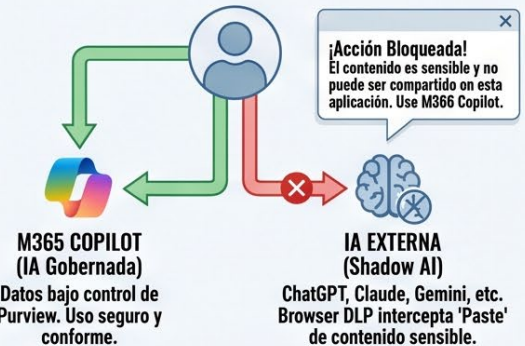 ¡Acción Bloqueada!
El contenido es sensible y no
puede ser compartido on esta
aplicación. Use M366 Copilot.
M365 COPILOT
(IA Gobernada)
Datos bajo control de
Purview. Uso seguro y
conforme.
IA EXTERNA
(Shadow AI)
ChatGPT, Claude, Gemini, etc.
Browser DLP intercepta 'Paste'
de contenido sensible.